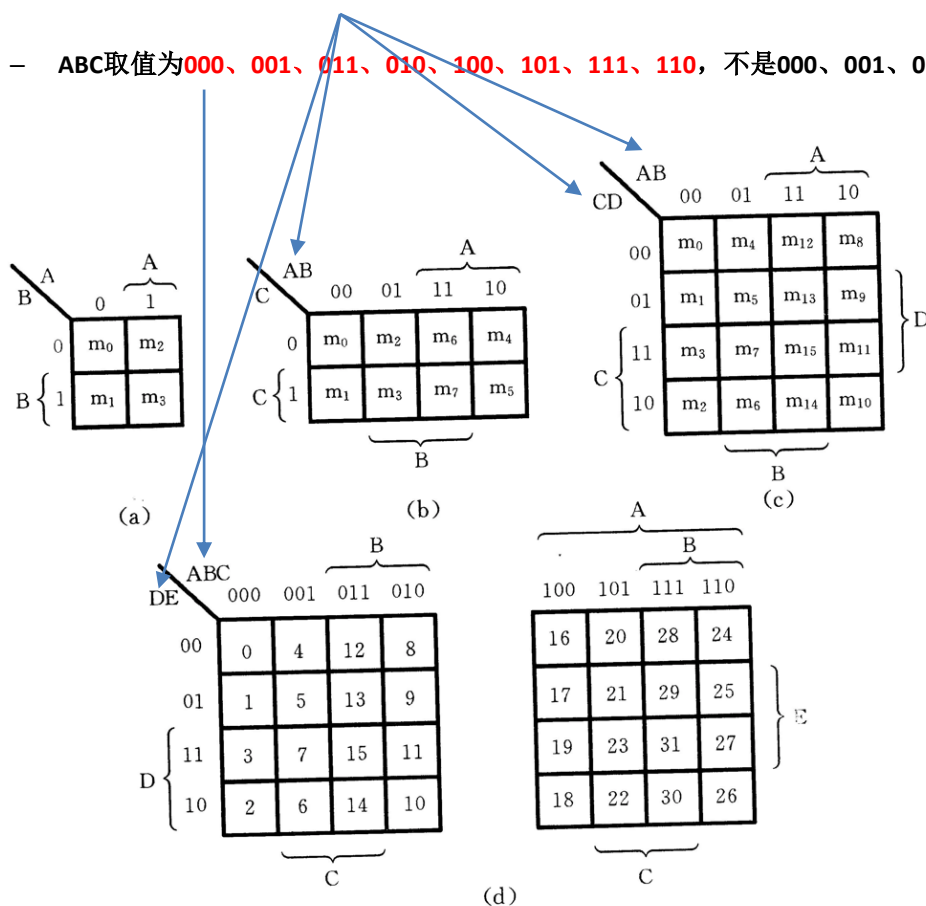 – ABC取值为000、001、011、010、100、101、111、110，不是000、001、0
(a)
A
B
A
0 1
0 m0 m2
B 1 m1 m3
(b)
AB
C
A
00 01 11 10
0 m0 m2 m6 m4
C 1 m1 m3 m7 m5
B
(c)
AB
CD
A
00 01 11 10
00 m0 m4 m12 m8
01 m1 m5 m13 m9
D
C
11 m3 m7 m15 m11
10 m2 m6 m14 m10
B
(d)
ABC
DE
B
000 001 011 010
00 0 4 12 8
01 1 5 13 9
D
11 3 7 15 11
10 2 6 14 10
C
A
B
100 101 111 110
16 20 28 24
17 21 29 25
E
19 23 31 27
18 22 30 26
C